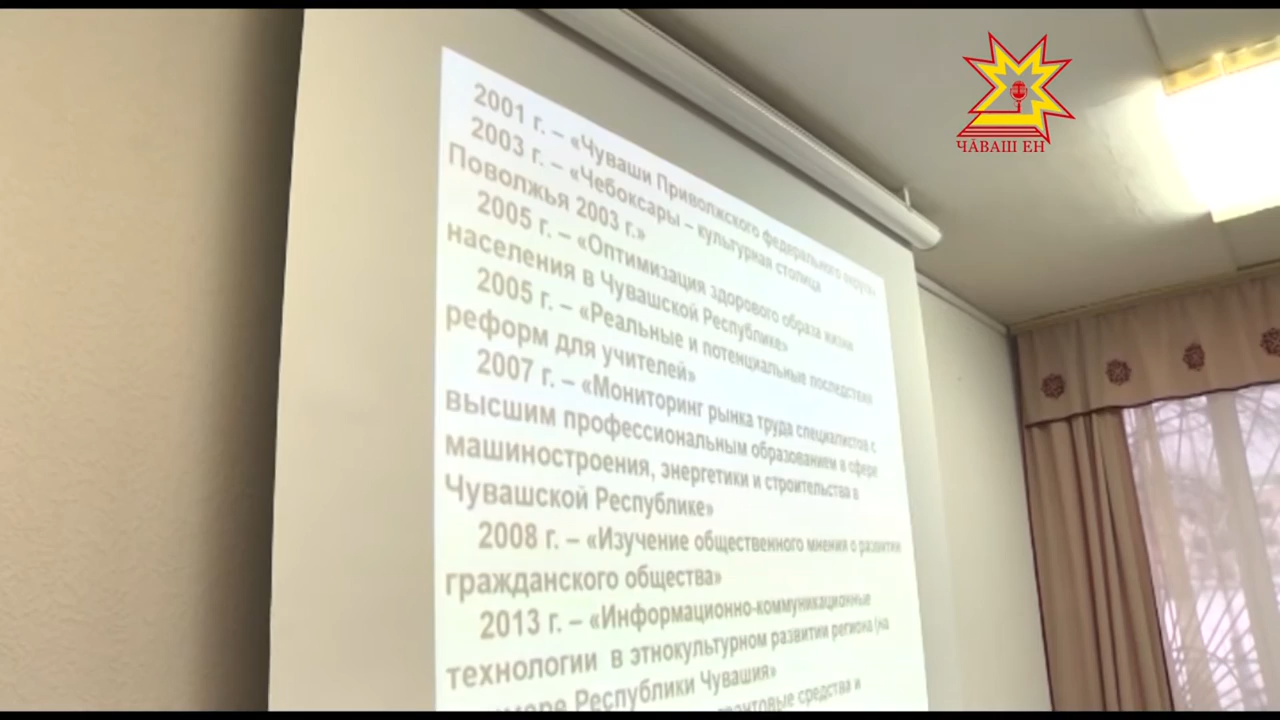 2001 г. – «Чуваши Приволжского федерального округа»
2003 г. – «Чебоксары – культурная столица
Поволжья 2003 г.»
2005 г. – «Оптимизация здорового образа жизни
населения в Чувашской Республике»
2005 г. – «Реальные и потенциальные последствия
реформ для учителей»
2007 г. – «Мониторинг рынка труда специалистов с
высшим профессиональным образованием в сфере
машиностроения, энергетики и строительства в
Чувашской Республике»
2008 г. – «Изучение общественного мнения о развитии
гражданского общества»
2013 г. – «Информационно-коммуникационные
технологии в этнокультурном развитии региона (на
Республики Чувашия»
средства и
ЧӐВАШ ЕН